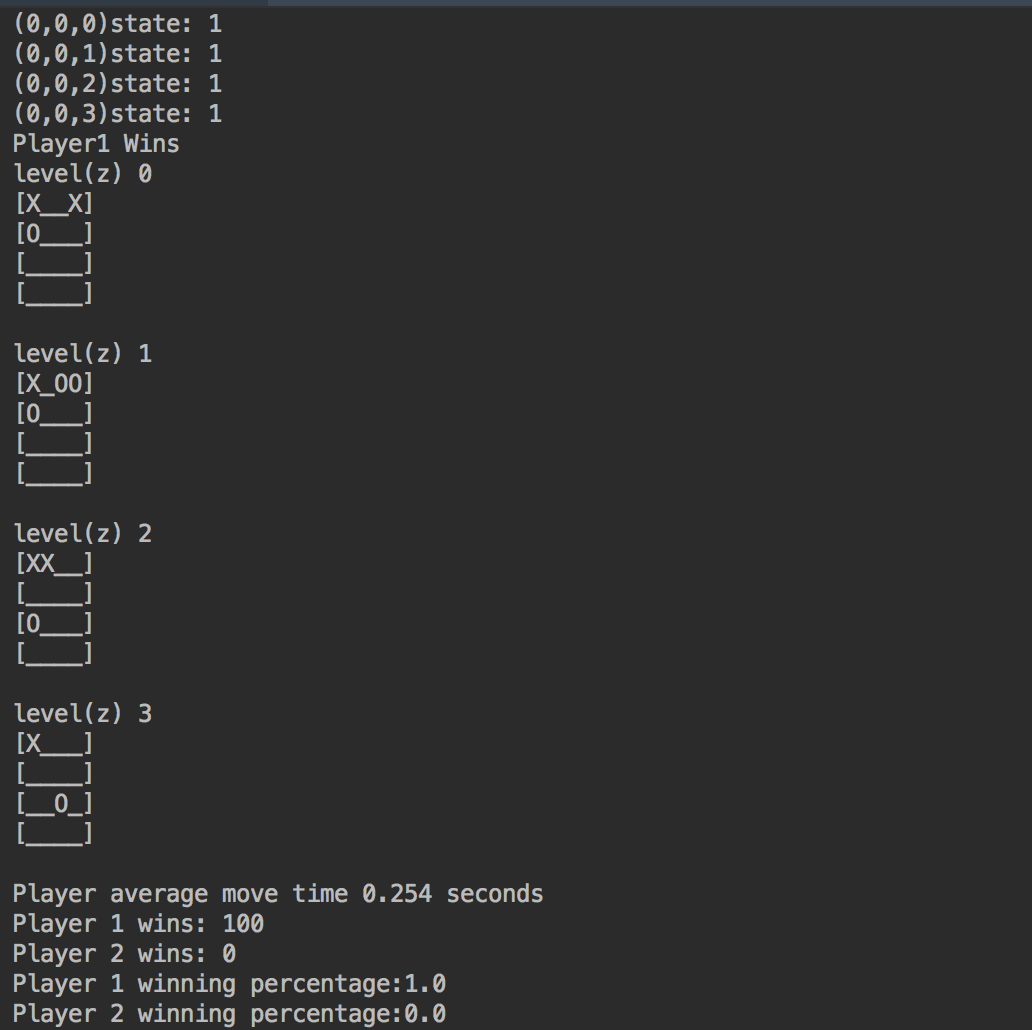 (0,0,0)state: 1
(0,0,1)state: 1
(0,0,2)state: 1
(0,0,3)state: 1
Player1 Wins
level(z) 0
[X__X]
[O___]
[____]
[____]
level(z) 1
[X_OO]
[O___]
[____]
[____]
level(z) 2
[XX__]
[____]
[O___]
[____]
level(z) 3
[X___]
[____]
[__O_]
[____]
Player average move time 0.254 seconds
Player 1 wins: 100
Player 2 wins: 0
Player 1 winning percentage:1.0
Player 2 winning percentage:0.0